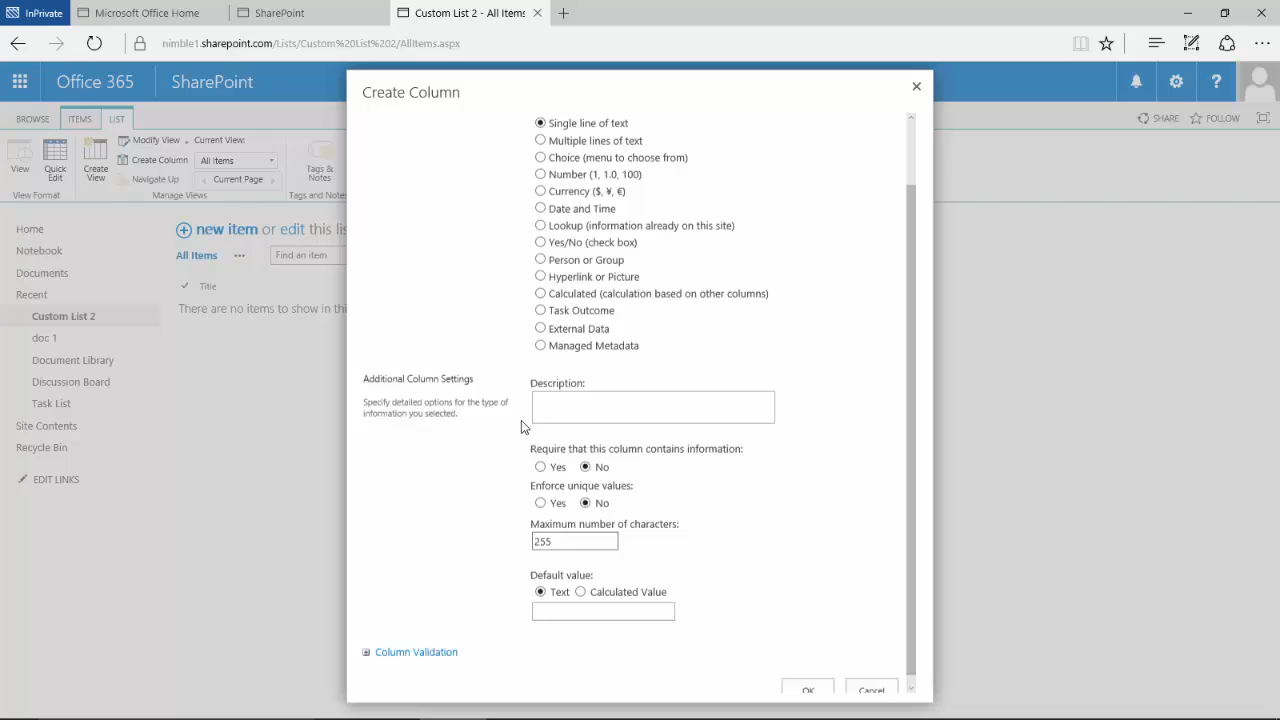 InPrivate
Microsoft Office Home
SharePoint
Custom List 2 - All Items
nimble1.sharepoint.com/Lists/Custom%20List%202/AllItems.aspx
Office 365
SharePoint
?
BROWSE
ITEMS
LIST
SHARE
FOLLOW
View
Quick
Edit
View Format
Create
View
Modify View
Create Column
Navigate Up
Current View:
All Items
Current Page
Manage Views
Tags &
Notes
Tags and Notes
Home
Notebook
Documents
Recent
Custom List 2
doc 1
Document Library
Discussion Board
Task List
Site Contents
Recycle Bin
EDIT LINKS
new item or edit this lis
All Items
Find an item
Title
There are no items to show in thi
Create Column
Single line of text
Multiple lines of text
Choice (menu to choose from)
Number (1, 1.0, 100)
Currency ($, ¥, €)
Date and Time
Lookup (information already on this site)
Yes/No (check box)
Person or Group
Hyperlink or Picture
Calculated (calculation based on other columns)
Task Outcome
External Data
Managed Metadata
Additional Column Settings
Specify detailed options for the type of
information you selected.
Description:
Require that this column contains information:
Yes No
Enforce unique values:
Yes No
Maximum number of characters:
255
Default value:
Text Calculated Value
Column Validation
OK
Cancel